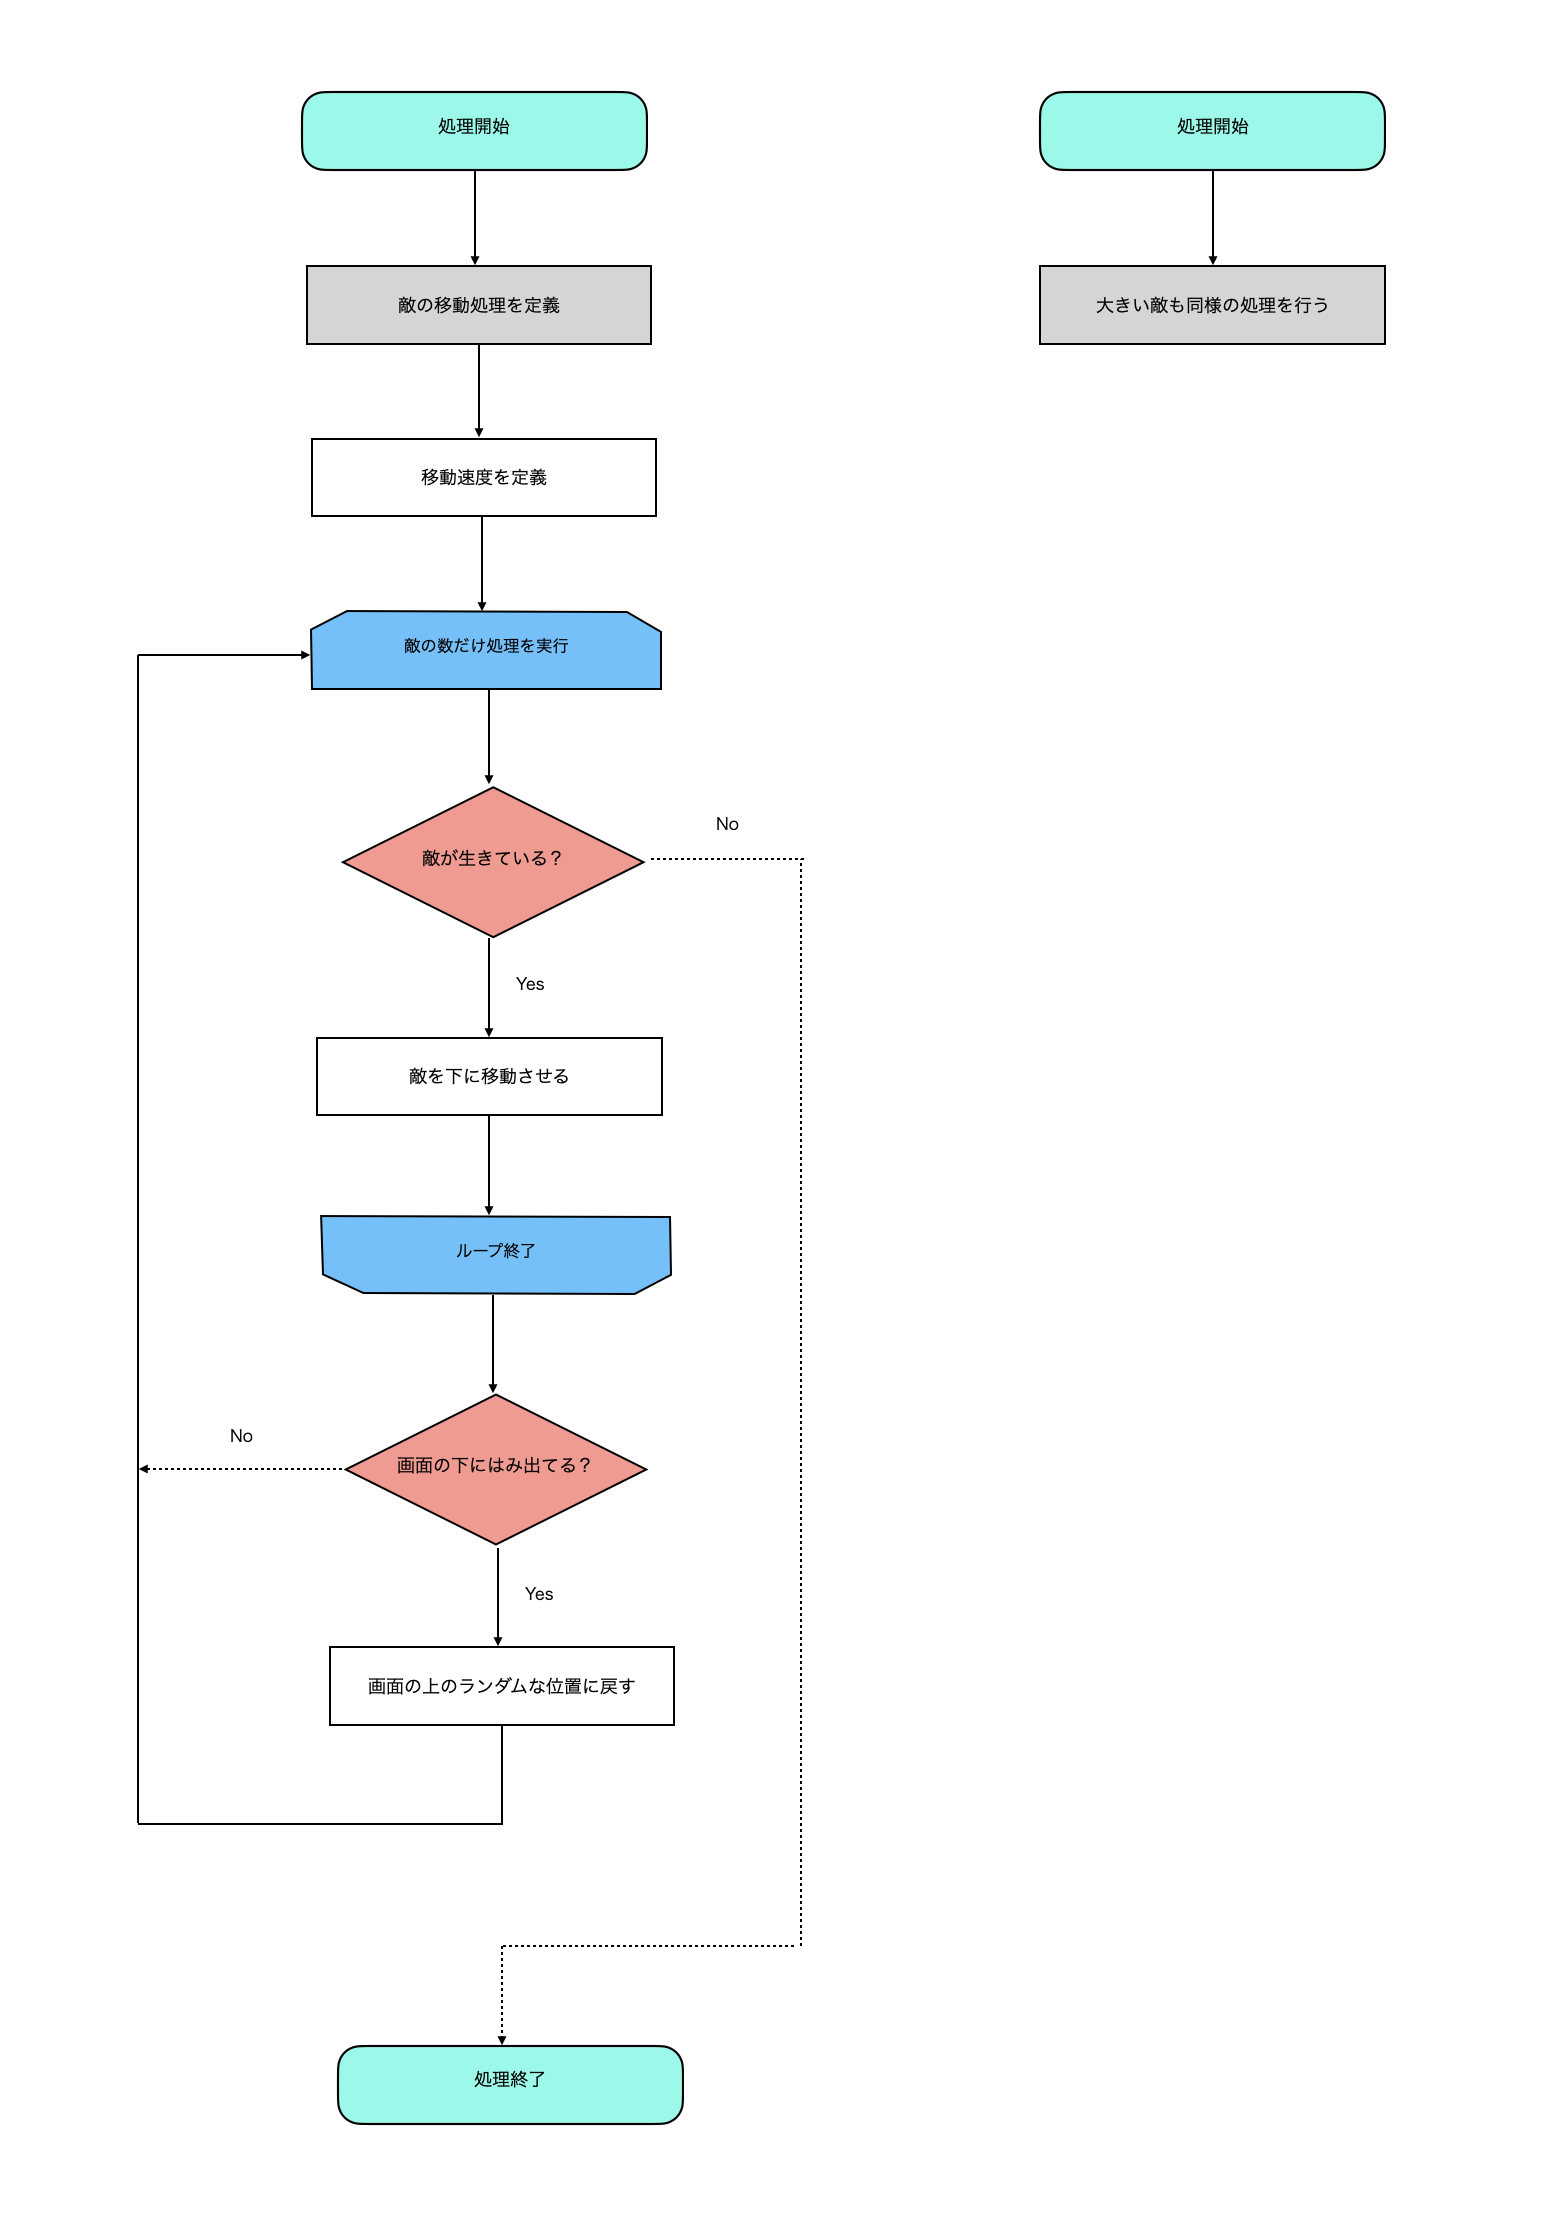 処理開始
敵の移動処理を定義
移動速度を定義
敵の数だけ処理を実行
敵が生きている？
No
Yes
敵を下に移動させる
ループ終了
画面の下にはみ出てる？
No
Yes
画面の上のランダムな位置に戻す
処理終了
処理開始
大きい敵も同様の処理を行う